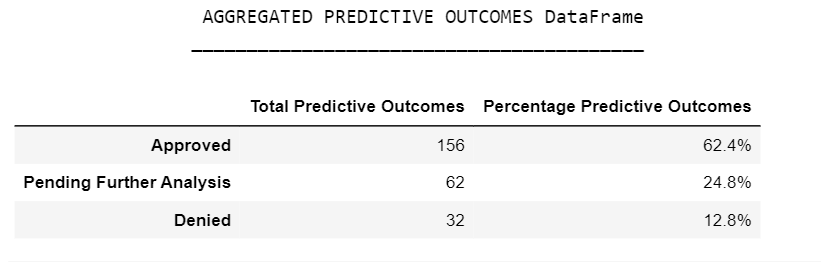 AGGREGATED PREDICTIVE OUTCOMES DataFrame
Total Predictive Outcomes Percentage Predictive Outcomes
Approved 156 62.4%
Pending Further Analysis 62 24.8%
Denied 32 12.8%